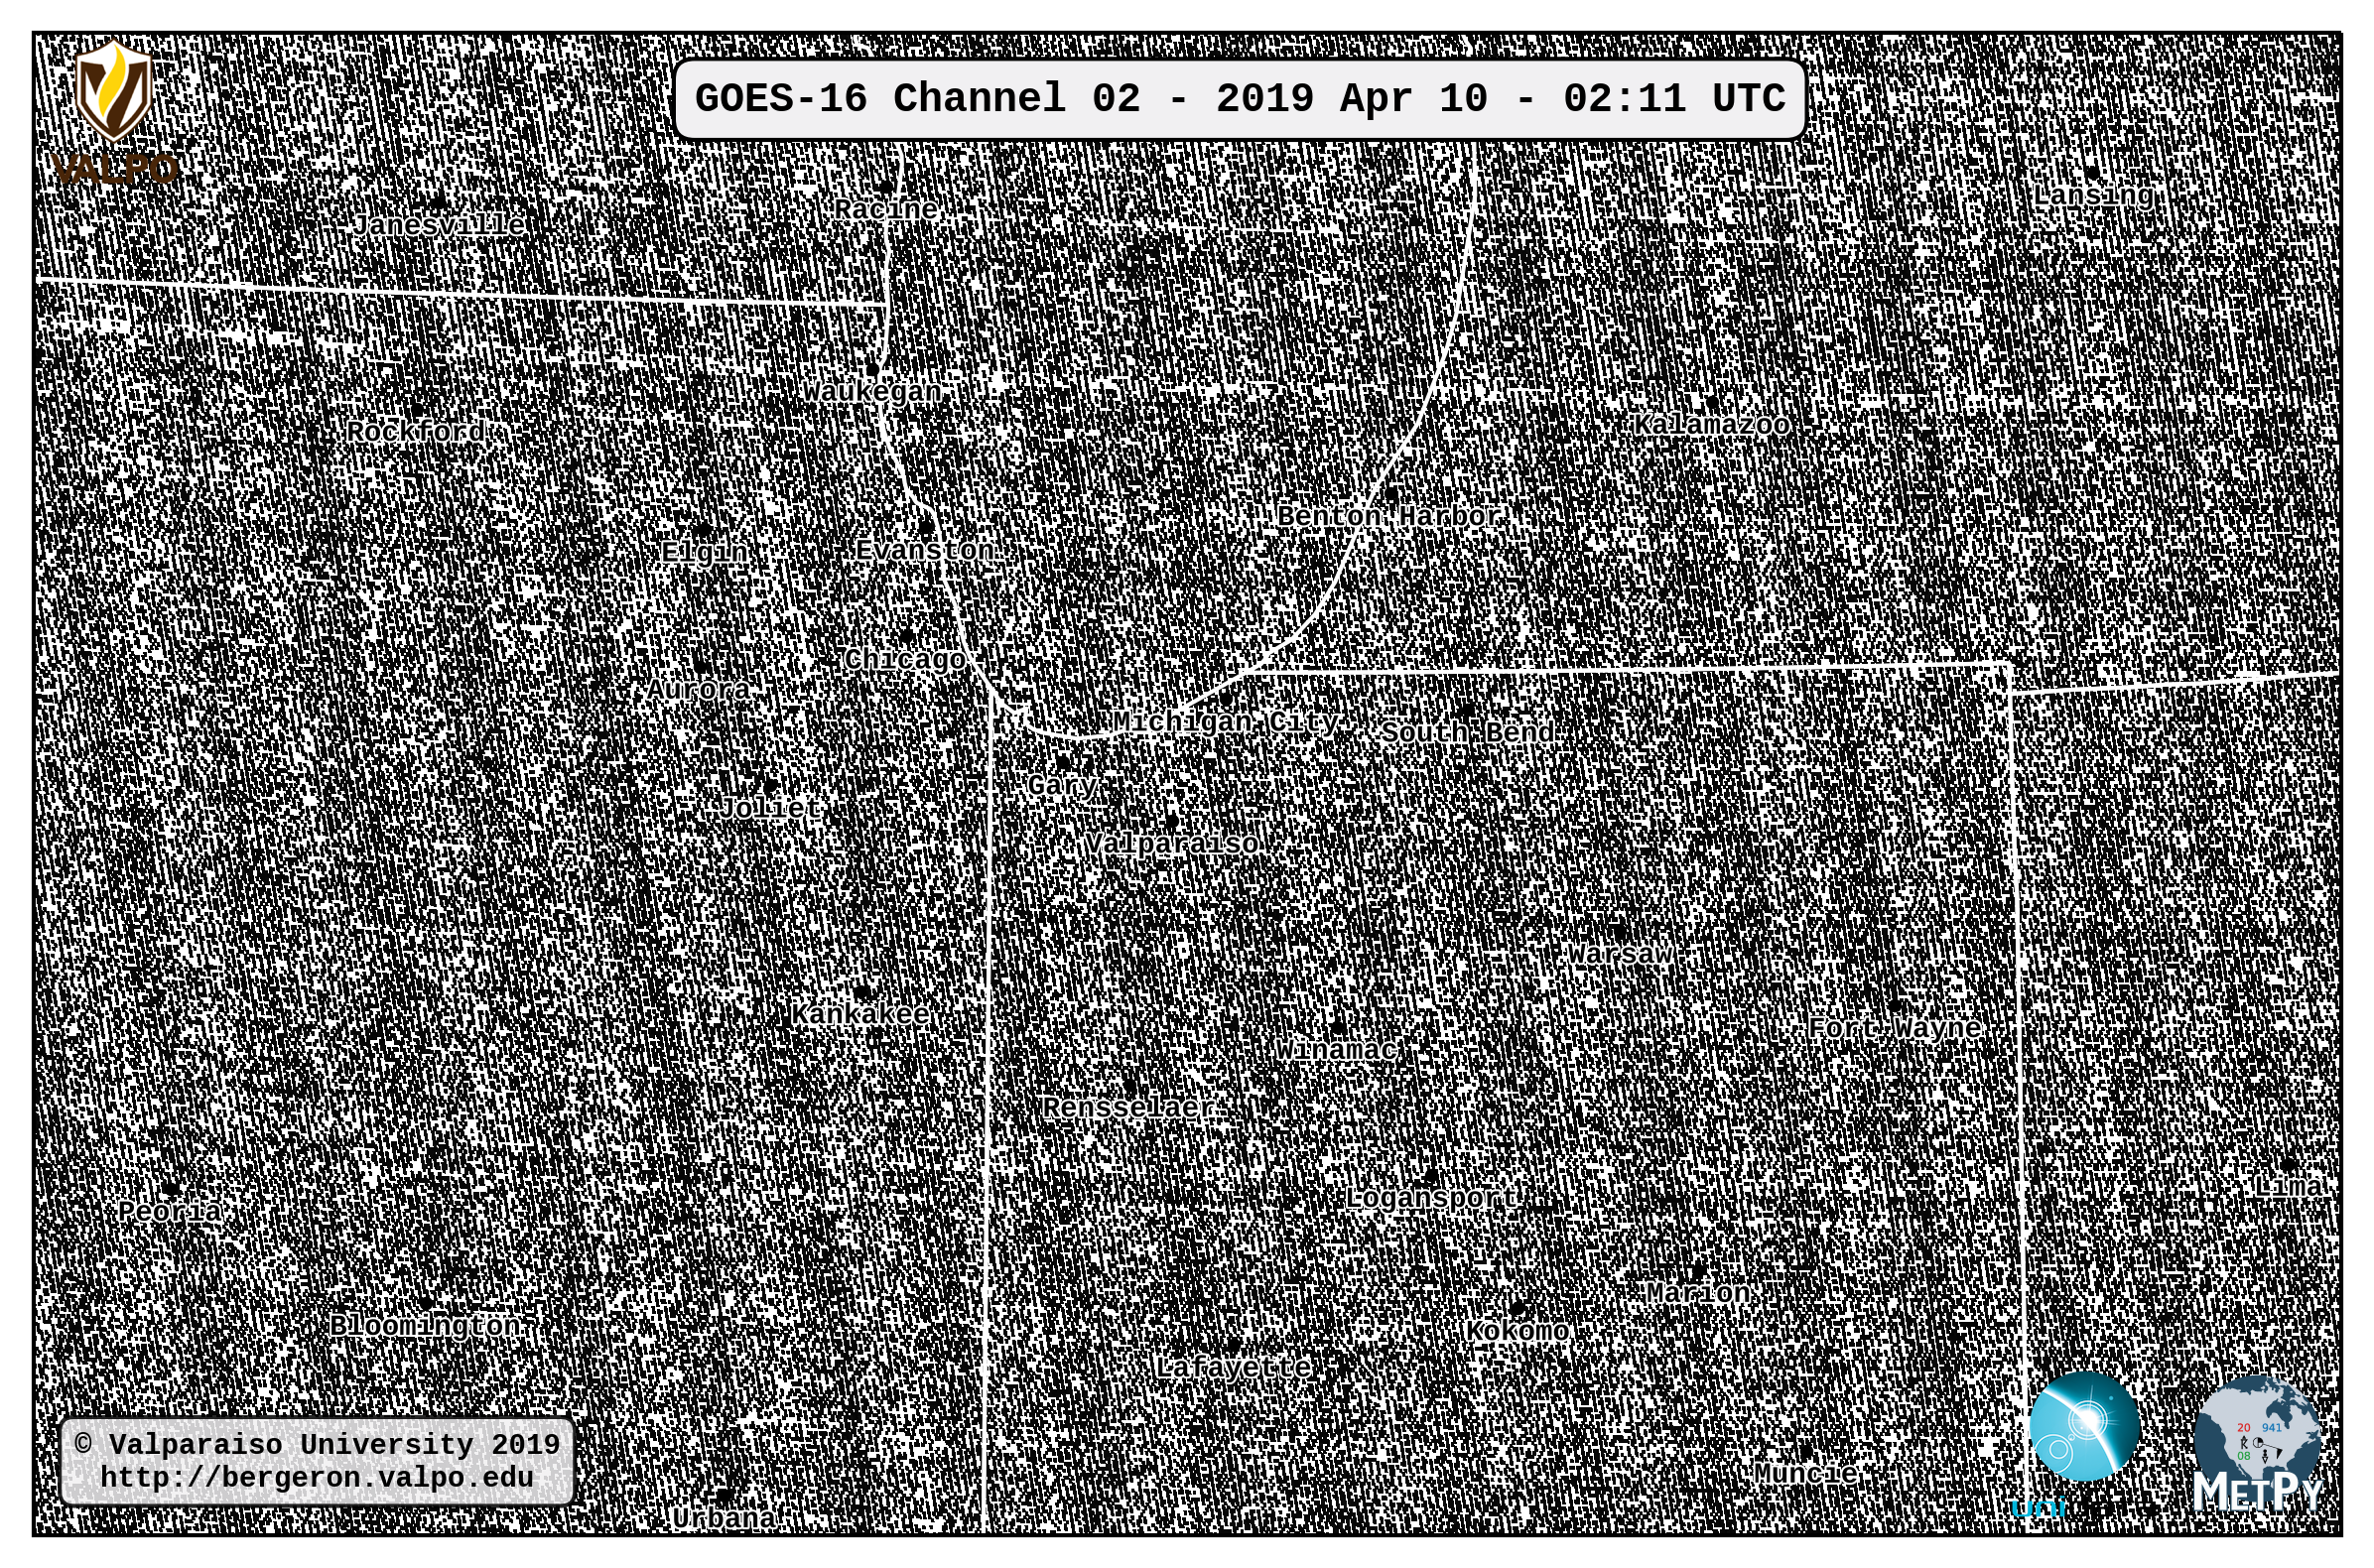 GOES-16 Channel 02 - 2019 Apr 10 - 02:11 UTC
VALPO
Lansing
Janesville
Racine
Waukegan
Rockford
Kalamazoo
Benton Harbor
Elgin
Evanston
Chicago
Aurora
Michigan City
South Bend
Gary
Joliet
Valparaiso
Warsaw
Kankakee
Fort Wayne
Winamac
Rensselaer
Logansport
Lima
Peoria
Marion
Bloomington
Kokomo
Lafayette
20 941
08
© Valparaiso University 2019
http://bergeron.valpo.edu
Muncie
METPY
uni
Urbana